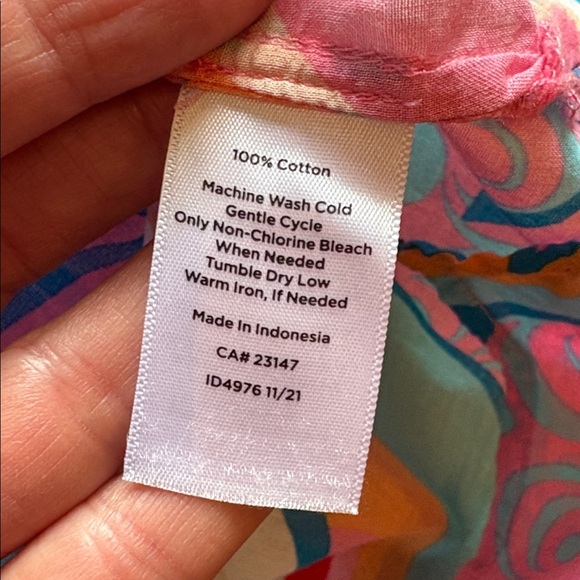 100% Cotton
Machine Wash Cold
Gentle Cycle
Only Non-Chlorine Bleach
When Needed
Tumble Dry Low
Warm Iron, If Needed
Made In Indonesia
CA# 23147
ID4976 11/21